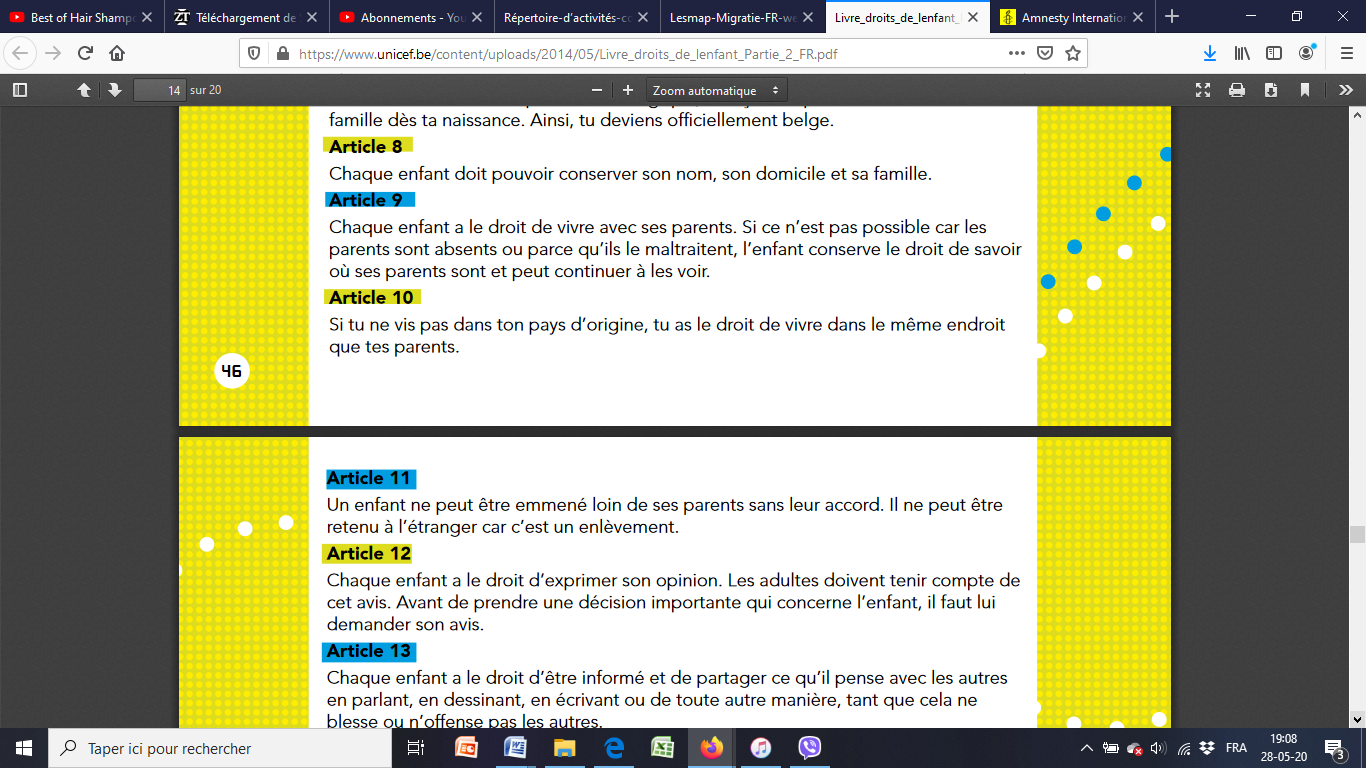 Best of Hair Shampo
Téléchargement de
Abonnements - You
Répertoire-d'activités-co
Lesmap-Migratie-FR-we
Livre_droits_de_lenfant_
Amnesty Internation
https://www.unicef.be/content/uploads/2014/05/Livre_droits_de_lenfant_Partie_2_FR.pdf
14 sur 20
Zoom automatique
famille dès ta naissance. Ainsi, tu deviens officiellement belge.
Article 8
Chaque enfant doit pouvoir conserver son nom, son domicile et sa famille.
Article 9
Chaque enfant a le droit de vivre avec ses parents. Si ce n'est pas possible car les
parents sont absents ou parce qu'ils le maltraitent, l'enfant conserve le droit de savoir
où ses parents sont et peut continuer à les voir.
Article 10
Si tu ne vis pas dans ton pays d'origine, tu as le droit de vivre dans le même endroit
que tes parents.
46
Article 11
Un enfant ne peut être emmené loin de ses parents sans leur accord. Il ne peut être
retenu à l'étranger car c'est un enlèvement.
Article 12
Chaque enfant a le droit d'exprimer son opinion. Les adultes doivent tenir compte de
cet avis. Avant de prendre une décision importante qui concerne l'enfant, il faut lui
demander son avis.
Article 13
Chaque enfant a le droit d'être informé et de partager ce qu'il pense avec les autres
en parlant, en dessinant, en écrivant ou de toute autre manière, tant que cela ne
blesse ou n'offense pas les autres.
Taper ici pour rechercher
FRA
19:08
28-05-20
3